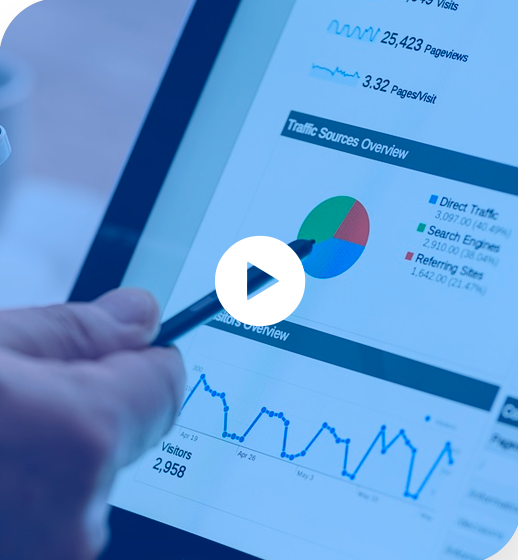 Visits
25,423 Pageviews
3.32 Pages/Visit
Traffic Sources Overview
Direct Traffic
3,097.00 (40.49%)
Search Engines
2,910.00 (38.04%)
Referring Sites
1,642.00 (21.47%)
Overview
Apr 19
Apr 26
May 3
Visitors
2,958